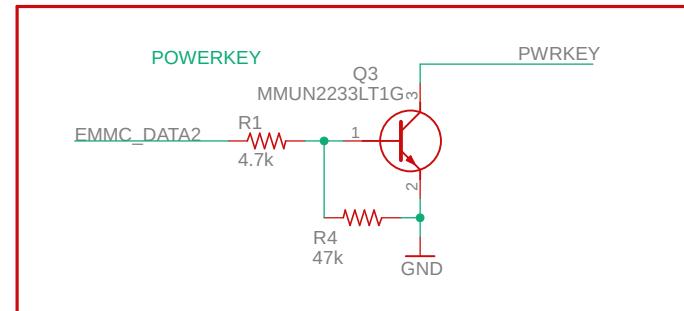 POWERKEY
PWRKEY
Q3
MMUN2233LT1G
3
EMMC_DATA2
R1
4.7k
1
2
R4
47k
GND